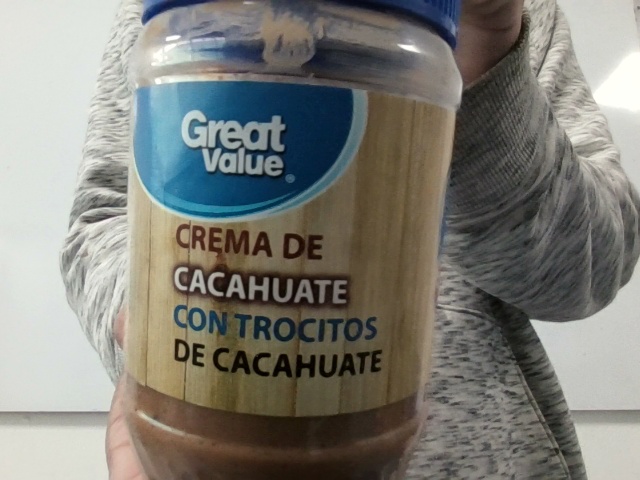 Great
Value®
CREMA DE
CACAHUATE
CON TROCITOS
DE CACAHUATE